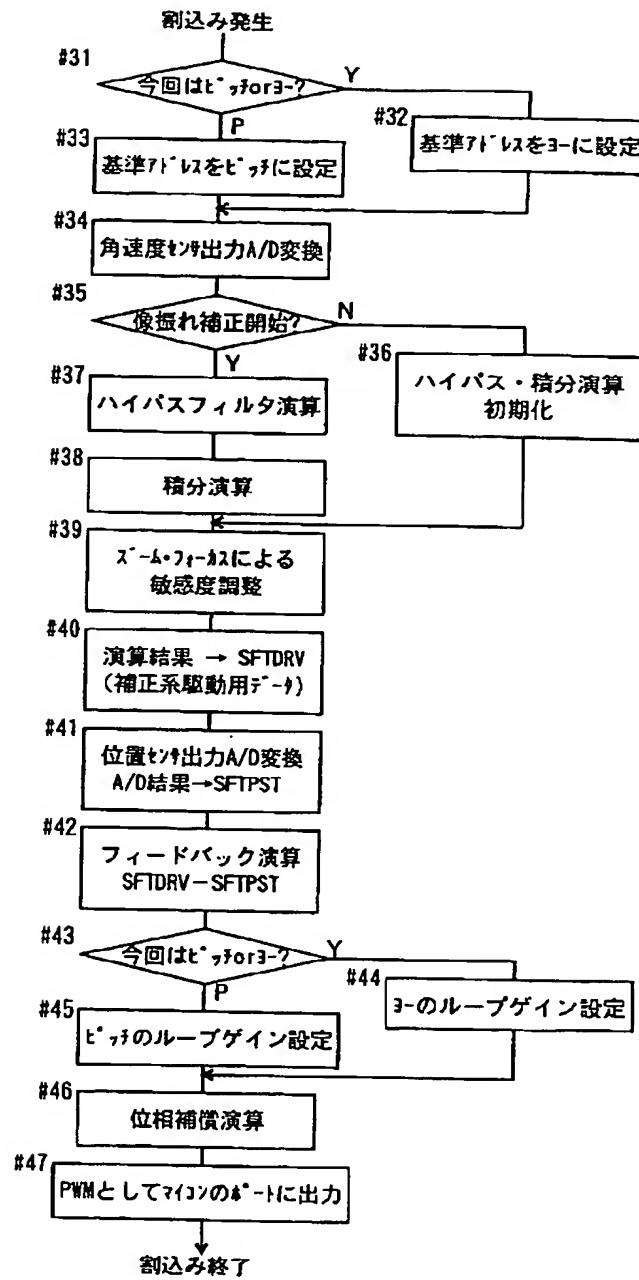 割込み発生
#31
今回はﾋﾟｯﾁorﾖｰ?
Y
P
#32
基準ｱﾄﾞﾚｽをﾖｰに設定
#33
基準ｱﾄﾞﾚｽをﾋﾟｯﾁに設定
#34
角速度ｾﾝｻ出力A/D変換
#35
像振れ補正開始?
N
Y
#36
ハイパス・積分演算
初期化
#37
ハイパスフィルタ演算
#38
積分演算
#39
ｽﾞｰﾑ･ﾌｫｰｶｽによる
敏感度調整
#40
演算結果 → SFTDRV
(補正系駆動用ﾃﾞｰﾀ)
#41
位置ｾﾝｻ出力A/D変換
A/D結果→SFTPST
#42
フィードバック演算
SFTDRV－SFTPST
#43
今回はﾋﾟｯﾁorﾖｰ?
Y
P
#44
ﾖｰのループゲイン設定
#45
ﾋﾟｯﾁのループゲイン設定
#46
位相補償演算
#47
PWMとしてﾏｲｺﾝのﾎﾟｰﾄに出力
割込み終了